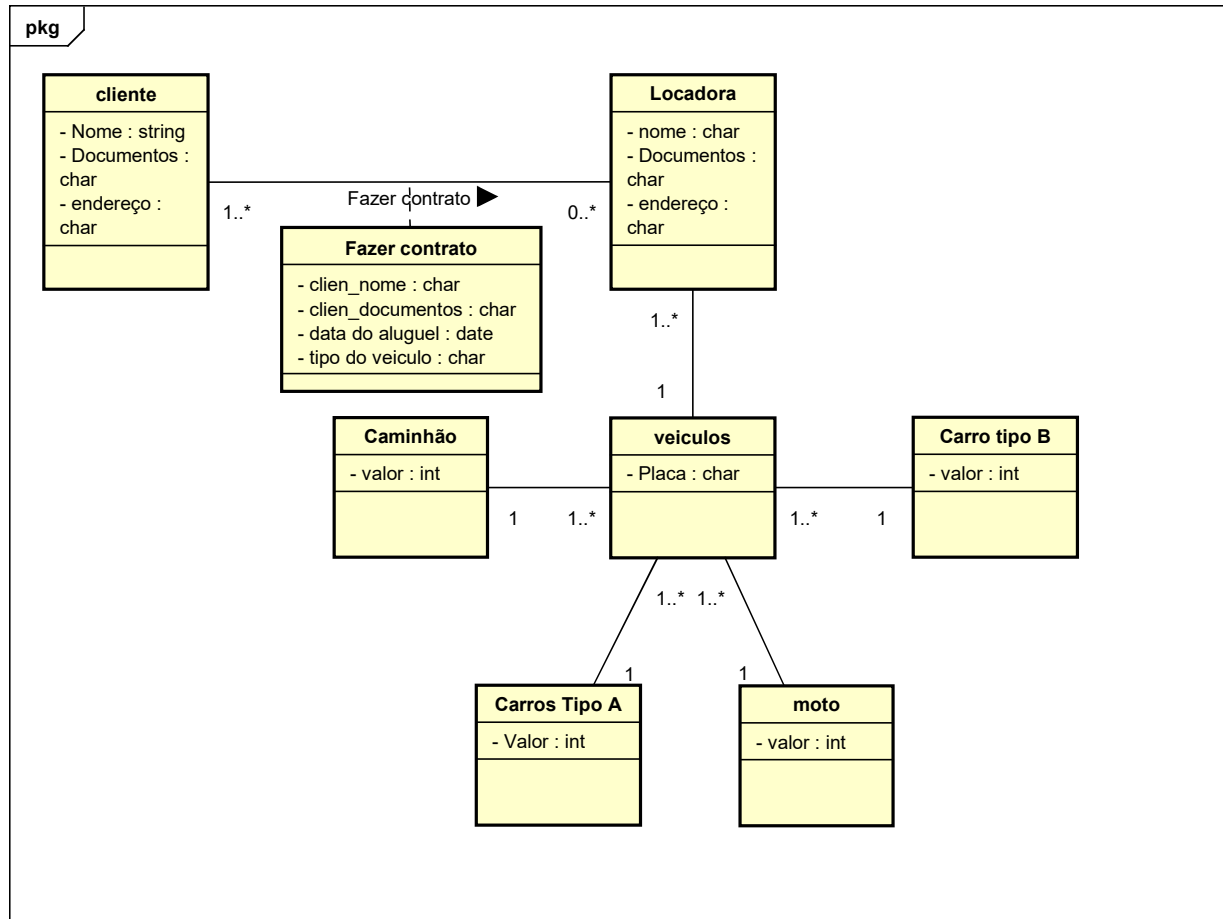 pkg
cliente
- Nome : string
- Documentos :
char
- endereço :
char
Locadora
- nome : char
- Documentos :
char
- endereço :
char
1..*
Fazer contrato
0..*
Fazer contrato
- clien_nome : char
- clien_documentos : char
- data do aluguel : date
- tipo do veiculo : char
1..*
1
Caminhão
- valor : int
veiculos
- Placa : char
Carro tipo B
- valor : int
1
1..*
1..*
1
1..*
1..*
1
1
Carros Tipo A
- Valor : int
moto
- valor : int